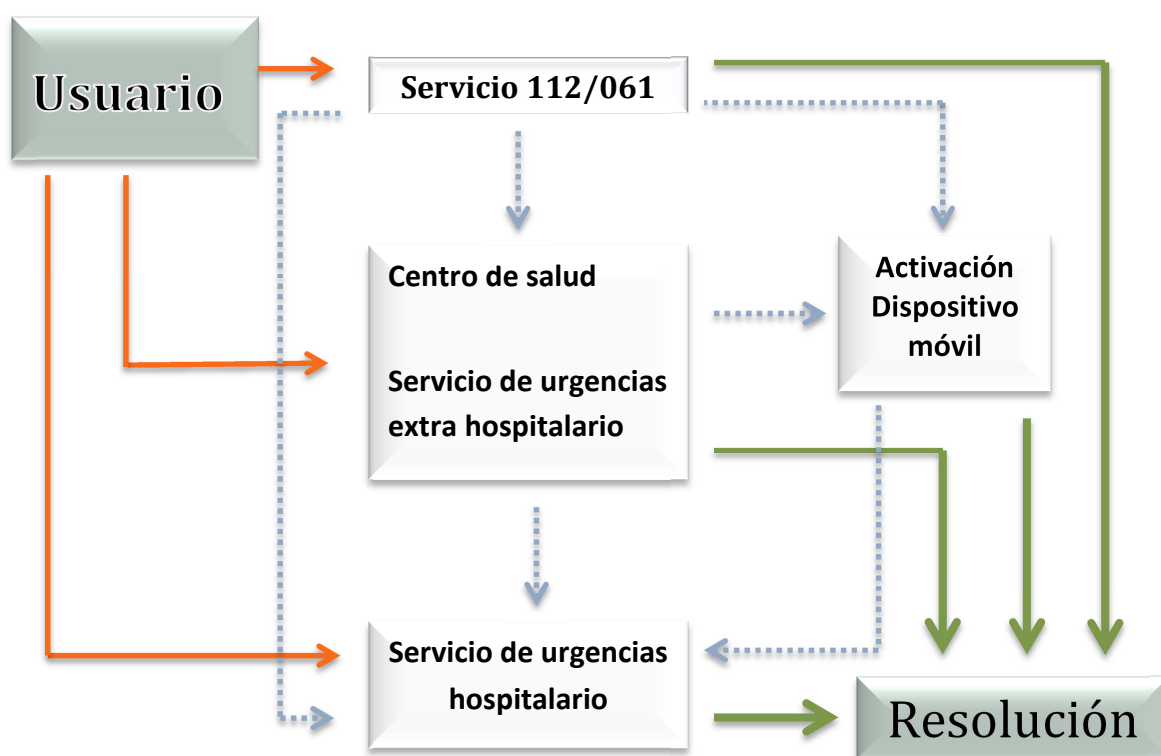 Usuario
Servicio 112/061
Centro de salud
Activación
Dispositivo
móvil
Servicio de urgencias
extra hospitalario
Servicio de urgencias
hospitalario
Resolución